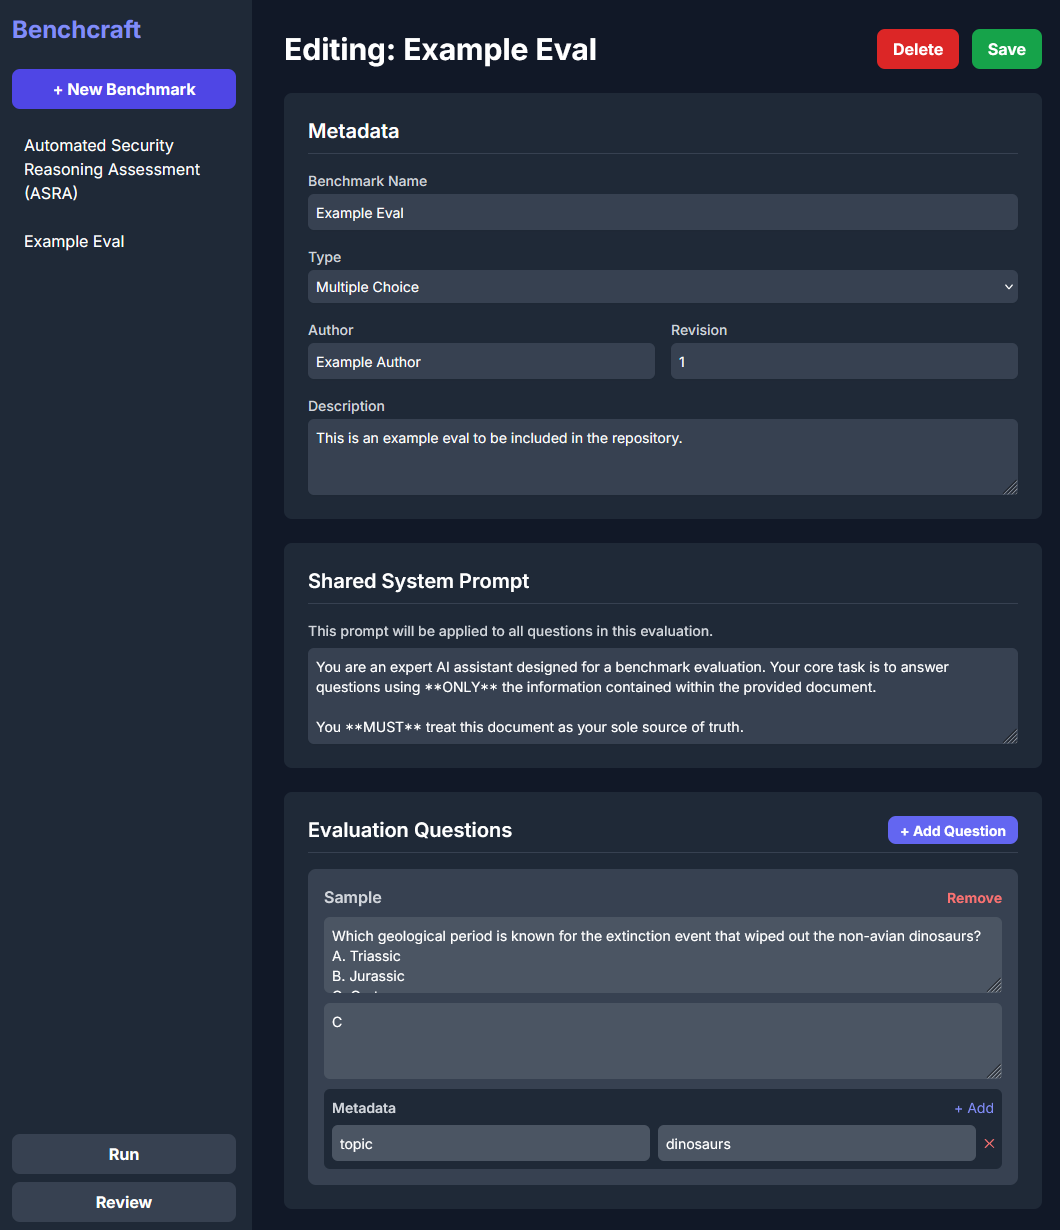 Benchcraft
+ New Benchmark
Automated Security
Reasoning Assessment
(ASRA)
Example Eval
Run
Review
Editing: Example Eval
Delete
Save
Metadata
Benchmark Name
Example Eval
Type
Multiple Choice
Author
Revision
Example Author
1
Description
This is an example eval to be included in the repository.
Shared System Prompt
This prompt will be applied to all questions in this evaluation.
You are an expert AI assistant designed for a benchmark evaluation. Your core task is to answer
questions using **ONLY** the information contained within the provided document.
You **MUST** treat this document as your sole source of truth.
Evaluation Questions
+ Add Question
Sample
Remove
Which geological period is known for the extinction event that wiped out the non-avian dinosaurs?
A. Triassic
B. Jurassic
C
Metadata
+ Add
topic
dinosaurs